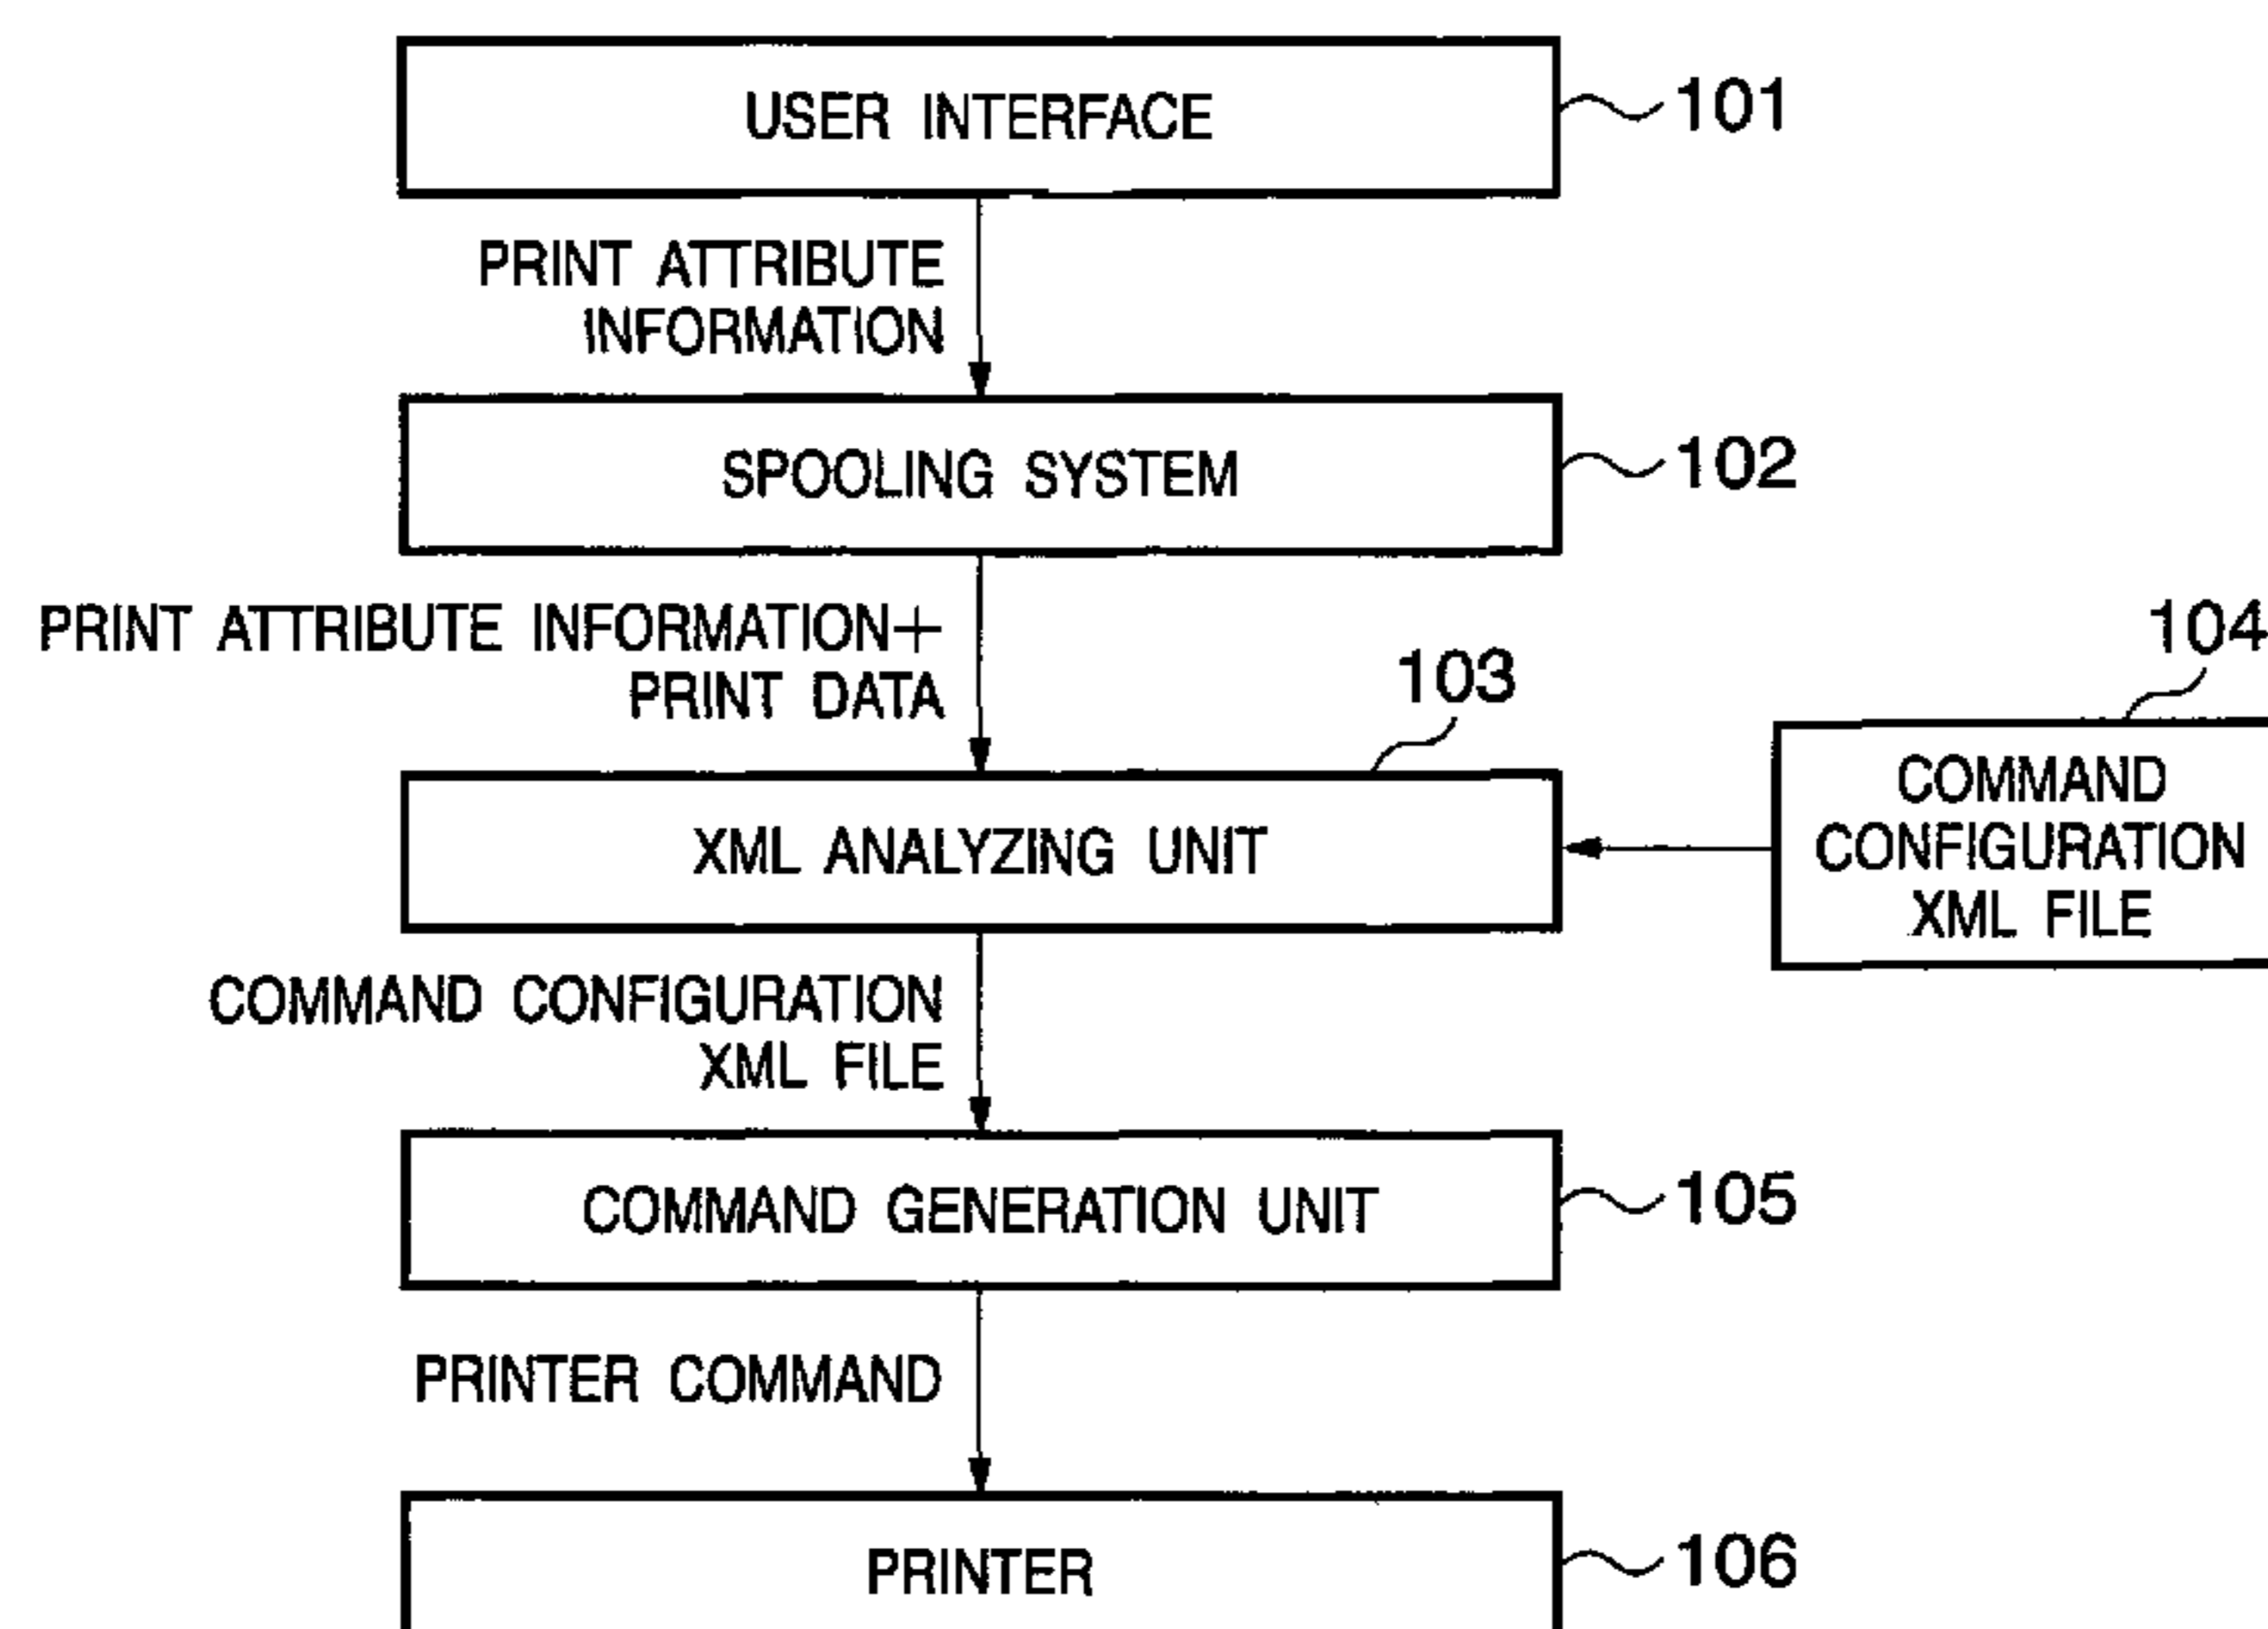 USER INTERFACE
101
PRINT ATTRIBUTE
INFORMATION
SPOOLING SYSTEM
102
PRINT ATTRIBUTE INFORMATION+
PRINT DATA
103
104
XML ANALYZING UNIT
COMMAND
CONFIGURATION
XML FILE
COMMAND CONFIGURATION
XML FILE
COMMAND GENERATION UNIT
105
PRINTER COMMAND
PRINTER
106